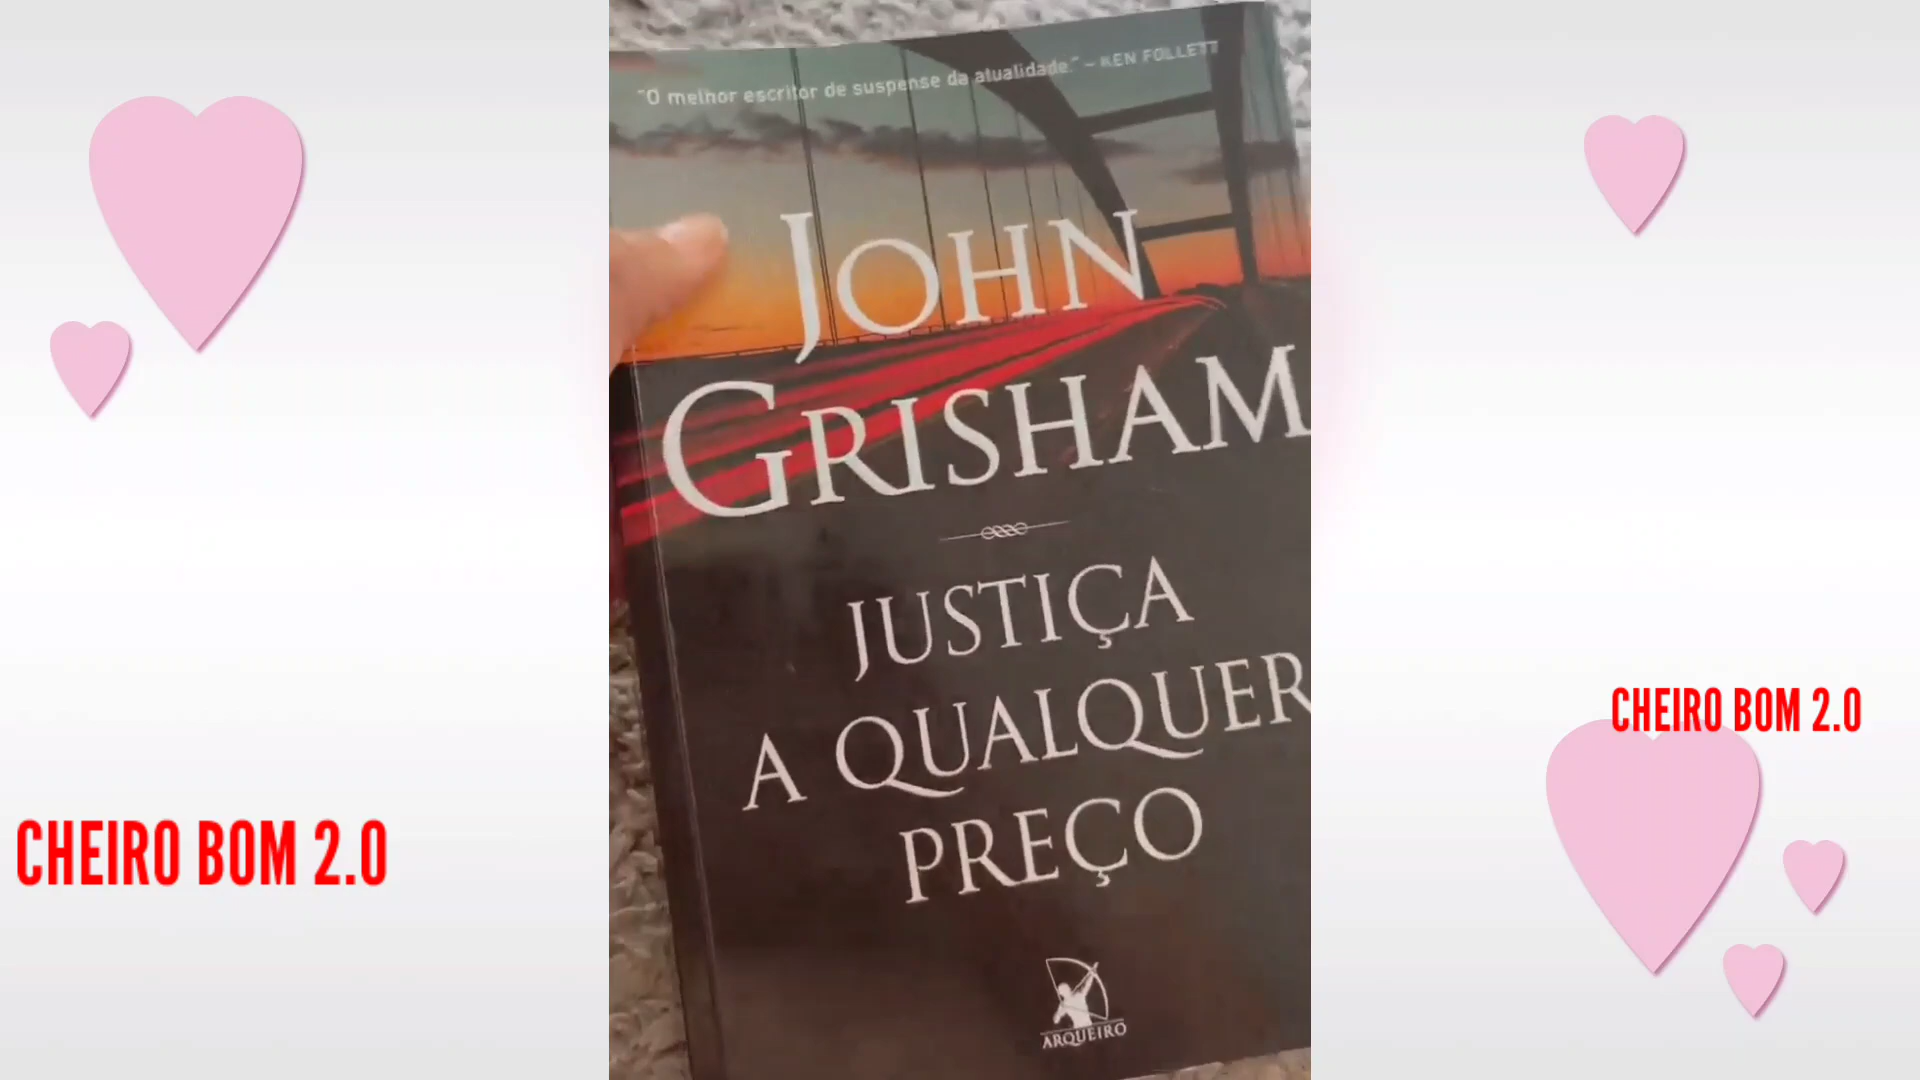 "O melhor escritor de suspense da atualidade." – KEN FOLLETT
JOHN
GRISHAM
JUSTIÇA
A QUALQUER
PREÇO
ARQUEIRO
CHEIRO BOM 2.0
CHEIRO BOM 2.0